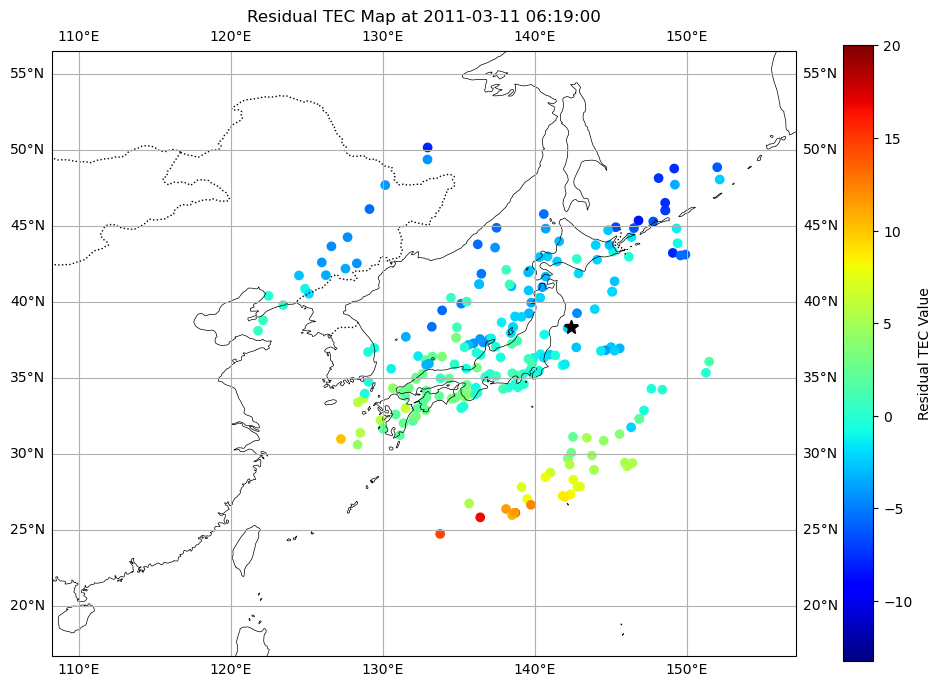 Residual TEC Map at 2011-03-11 06:19:00
110°E 120°E 130°E 140°E 150°E
55°N 55°N
50°N 50°N
45°N 45°N
40°N 40°N
35°N 35°N
30°N 30°N
25°N 25°N
20°N 20°N
110°E 120°E 130°E 140°E 150°E
20
15
10
5
0
−5
−10
Residual TEC Value